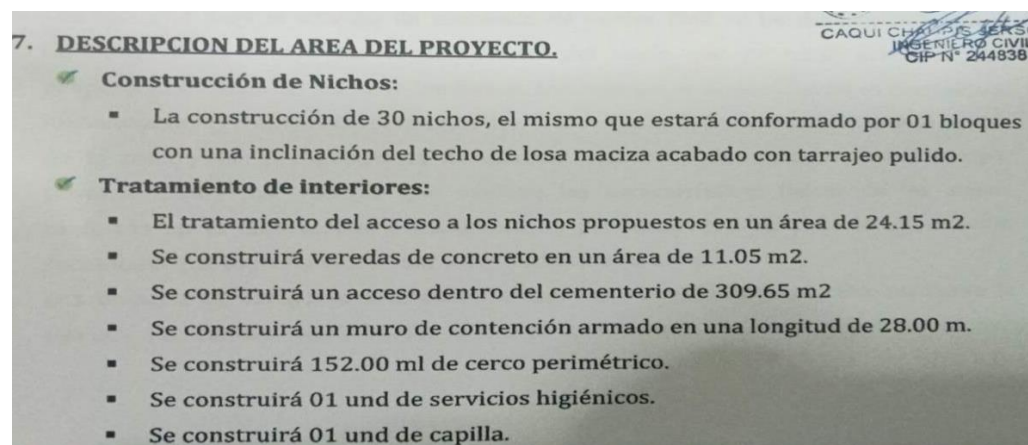 CAQUI
INGENIERO CIVIL
CIP N° 244838
7. DESCRIPCION DEL AREA DEL PROYECTO.
Construcción de Nichos:
La construcción de 30 nichos, el mismo que estará conformado por 01 bloques
con una inclinación del techo de losa maciza acabado con tarrajeo pulido.
Tratamiento de interiores:
El tratamiento del acceso a los nichos propuestos en un área de 24.15 m2.
Se construirá veredas de concreto en un área de 11.05 m2.
Se construirá un acceso dentro del cementerio de 309.65 m2
Se construirá un muro de contención armado en una longitud de 28.00 m.
Se construirá 152.00 ml de cerco perimétrico.
Se construirá 01 und de servicios higiénicos.
Se construirá 01 und de capilla.